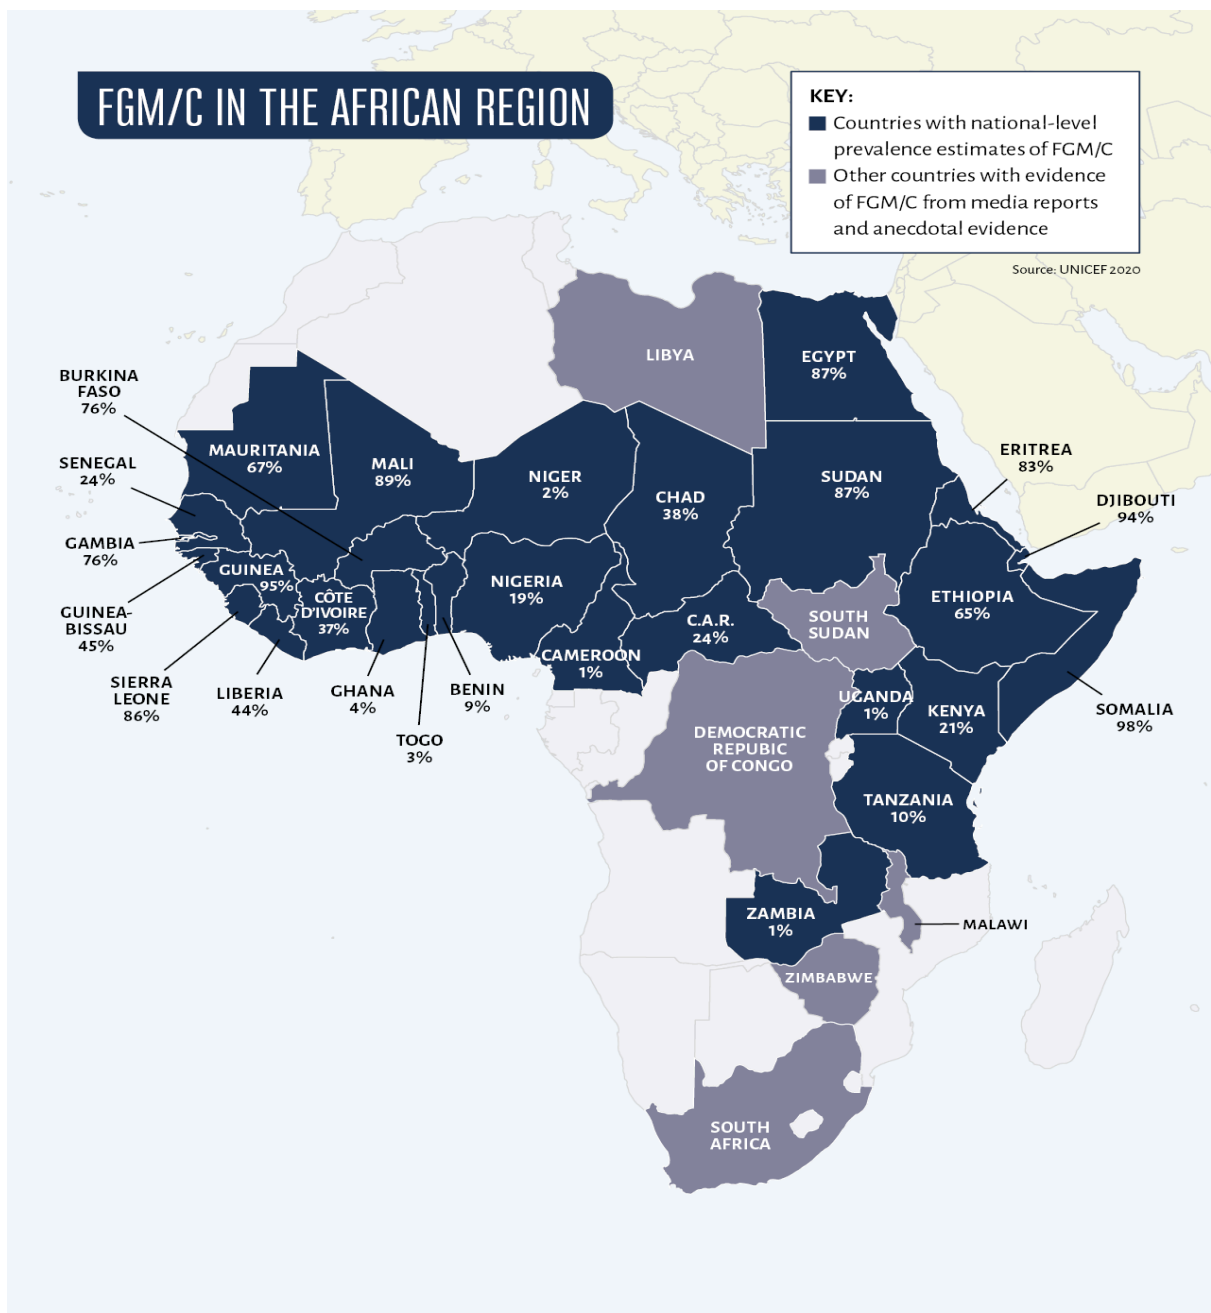 FGM/C IN THE AFRICAN REGION
KEY:
Countries with national-level
prevalence estimates of FGM/C
Other countries with evidence
of FGM/C from media reports
and anecdotal evidence
Source: UNICEF 2020
LIBYA
EGYPT
87%
BURKINA
FASO
76%
MAURITANIA
67%
MALI
89%
NIGER
2%
CHAD
38%
SUDAN
87%
ERITREA
83%
DJIBOUTI
94%
SENEGAL
24%
GAMBIA
76%
GUINEA
95%
CÔTE
D'IVOIRE
37%
NIGERIA
19%
C.A.R.
24%
SOUTH
SUDAN
ETHIOPIA
65%
GUINEA-
BISSAU
45%
SIERRA
LEONE
86%
LIBERIA
44%
GHANA
4%
TOGO
3%
BENIN
9%
CAMEROON
1%
UGANDA
1%
KENYA
21%
SOMALIA
98%
DEMOCRATIC
REPUBLIC
OF CONGO
TANZANIA
10%
ZAMBIA
1%
MALAWI
ZIMBABWE
SOUTH
AFRICA